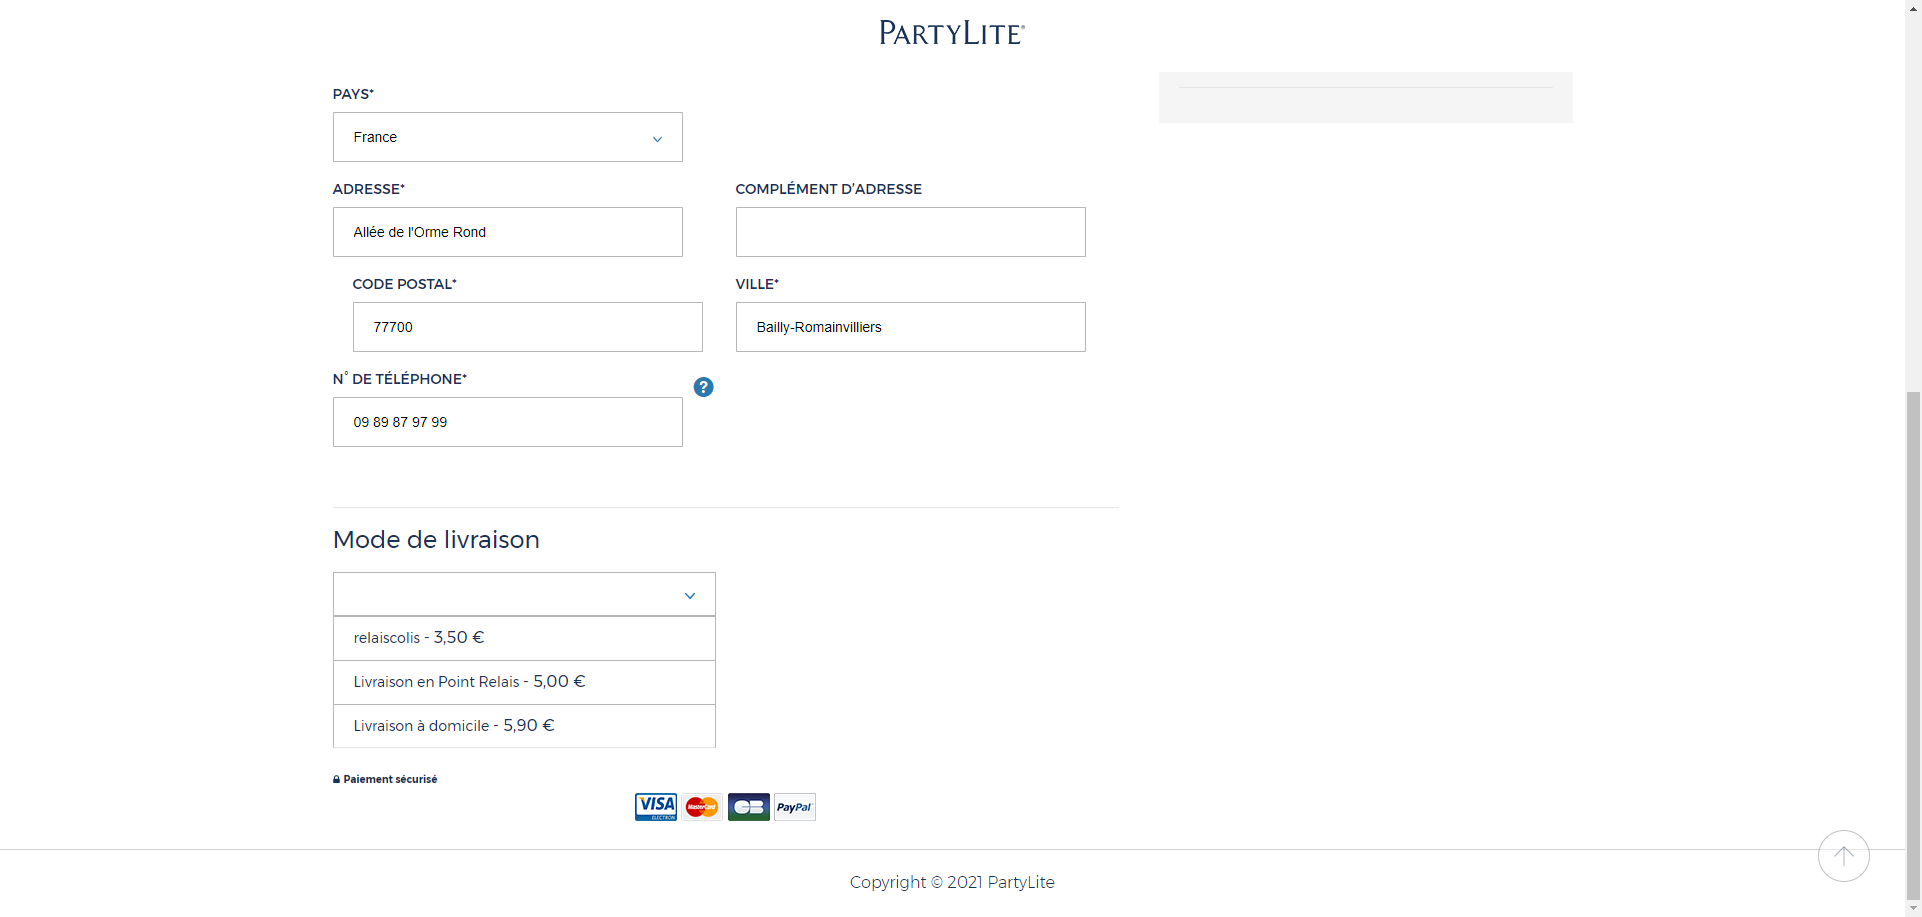 PARTYLITE®
PAYS*
France
ADRESSE*
COMPLÉMENT D'ADRESSE
Allée de l'Orme Rond
CODE POSTAL*
VILLE*
77700
Bailly-Romainvilliers
N° DE TÉLÉPHONE*
?
09 89 87 97 99
Mode de livraison
relaiscolis - 3,50 €
Livraison en Point Relais - 5,00 €
Livraison à domicile - 5,90 €
Paiement sécurisé
VISA ELECTRON MasterCard CB PayPal
Copyright © 2021 PartyLite